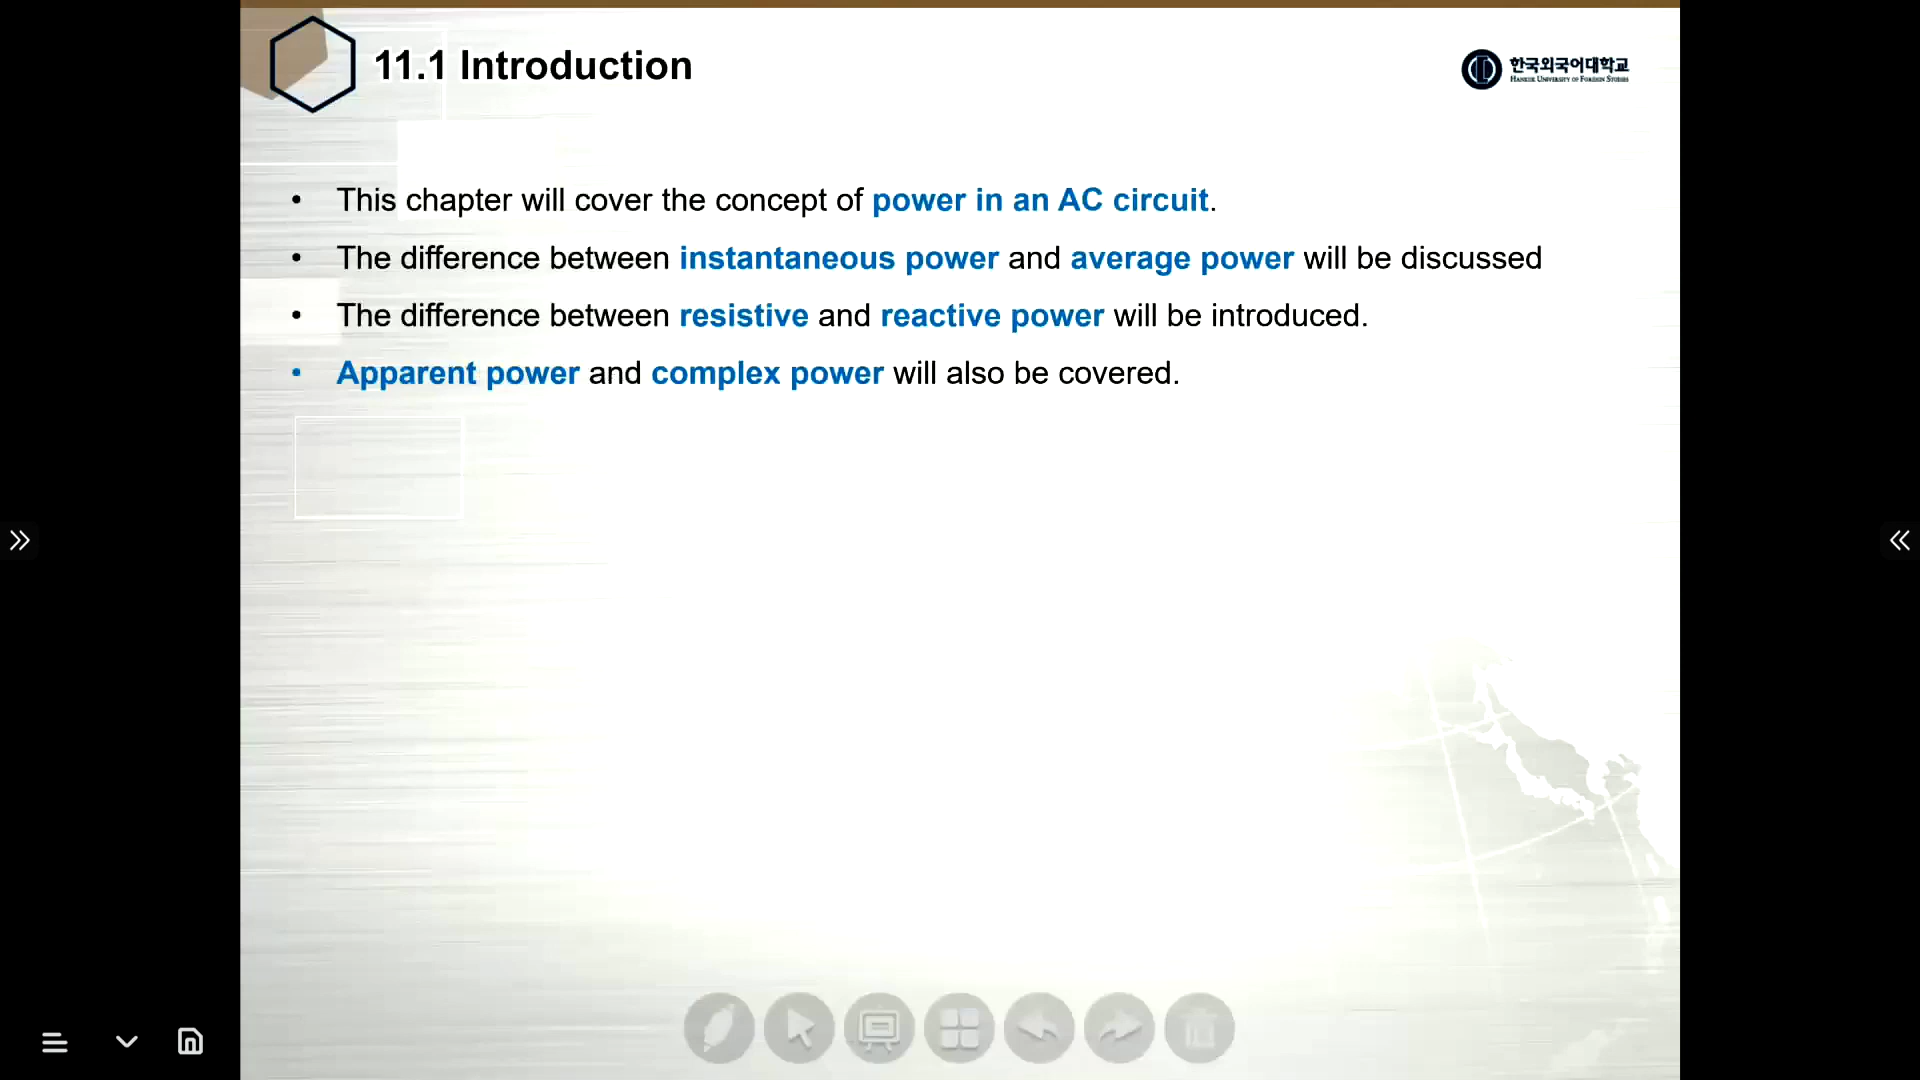 11.1 Introduction
한국외국어대학교
HANKUK UNIVERSITY OF FOREIGN STUDIES
• This chapter will cover the concept of power in an AC circuit.
• The difference between instantaneous power and average power will be discussed
• The difference between resistive and reactive power will be introduced.
• Apparent power and complex power will also be covered.